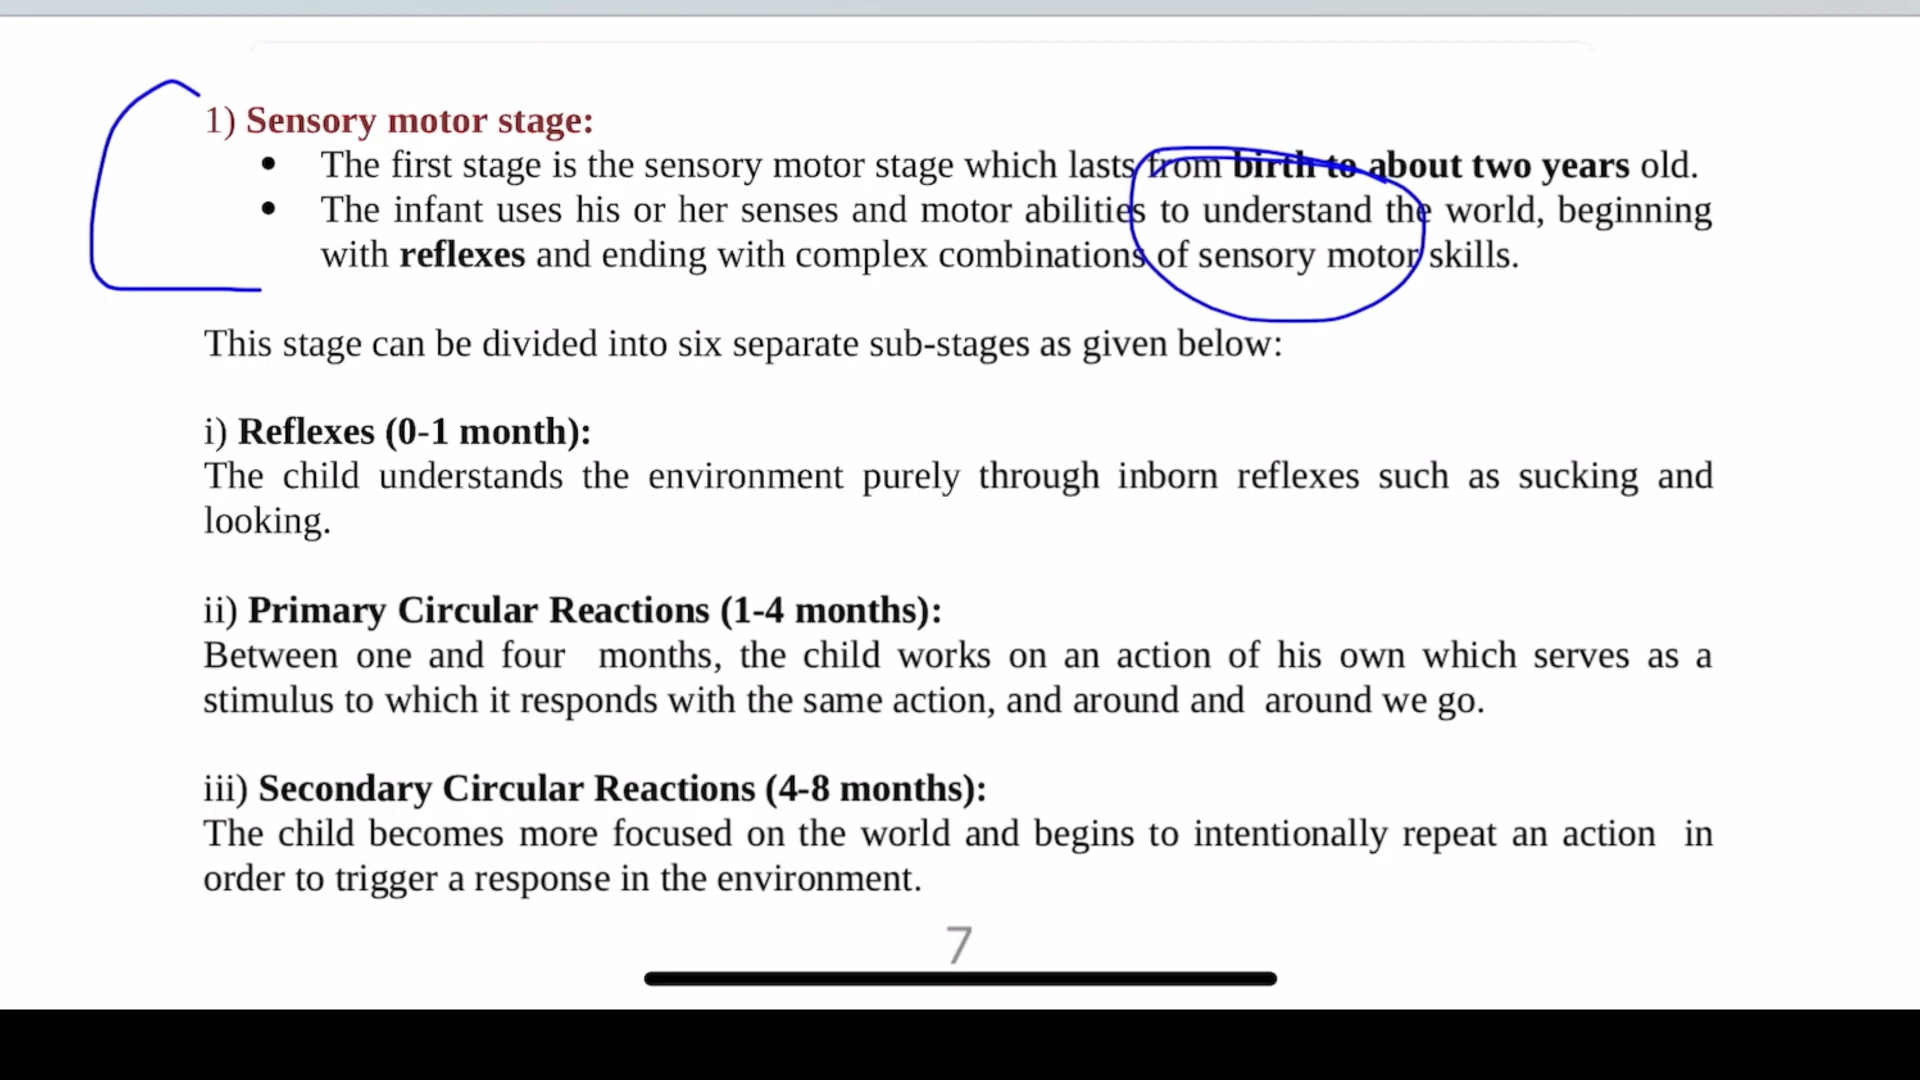 1) Sensory motor stage:
● The first stage is the sensory motor stage which lasts from birth to about two years old.
● The infant uses his or her senses and motor abilities to understand the world, beginning
with reflexes and ending with complex combinations of sensory motor skills.
This stage can be divided into six separate sub-stages as given below:
i) Reflexes (0-1 month):
The child understands the environment purely through inborn reflexes such as sucking and
looking.
ii) Primary Circular Reactions (1-4 months):
Between one and four months, the child works on an action of his own which serves as a
stimulus to which it responds with the same action, and around and around we go.
iii) Secondary Circular Reactions (4-8 months):
The child becomes more focused on the world and begins to intentionally repeat an action in
order to trigger a response in the environment.
7